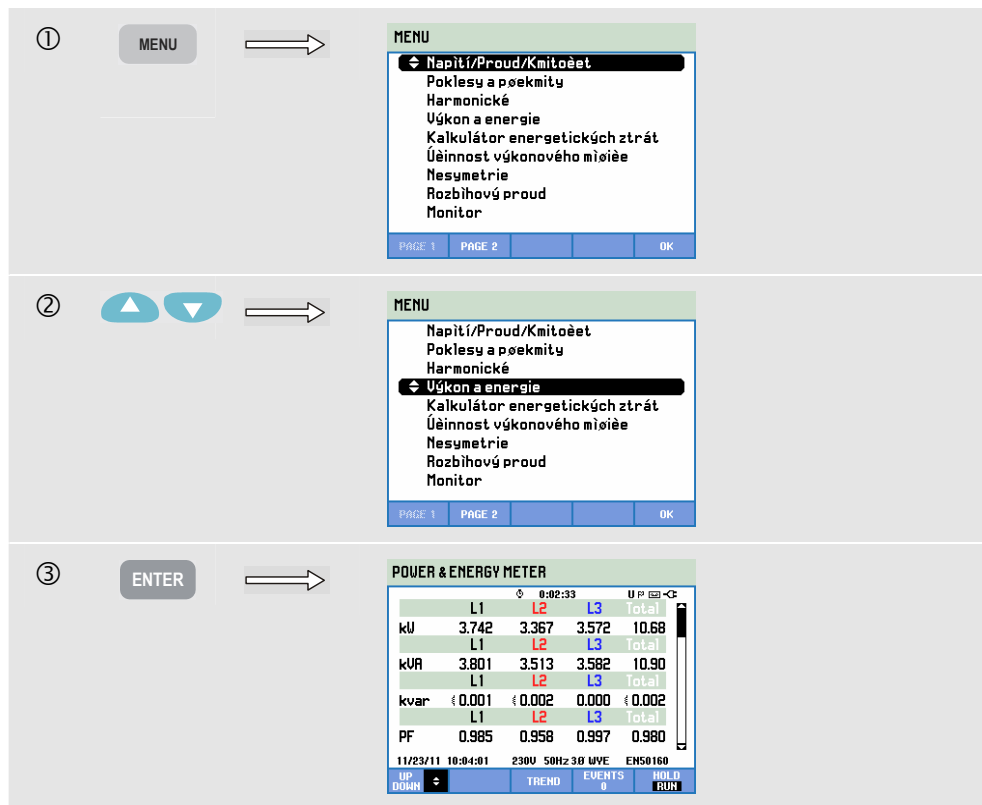 ①
MENU
MENU
Napìtí/Proud/Kmitoèet
Poklesy a pøekmity
Harmonické
Výkon a energie
Kalkulátor energetických ztrát
Úèinnost výkonového mìøièe
Nesymetrie
Rozbìhový proud
Monitor
PAGE 1 PAGE 2 OK
②
MENU
Napìtí/Proud/Kmitoèet
Poklesy a pøekmity
Harmonické
Výkon a energie
Kalkulátor energetických ztrát
Úèinnost výkonového mìøièe
Nesymetrie
Rozbìhový proud
Monitor
PAGE 1 PAGE 2 OK
③
ENTER
POWER & ENERGY METER
0:02:33 U
L1 L2 L3 Total
kW 3.742 3.367 3.572 10.68
L1 L2 L3 Total
kVA 3.801 3.513 3.582 10.90
L1 L2 L3 Total
kvar 0.001 0.002 0.000 0.002
L1 L2 L3 Total
PF 0.985 0.958 0.997 0.980
11/23/11 10:04:01 230V 50Hz 3Ø WYE EN50160
UP DOWN TREND EVENTS 0 HOLD RUN